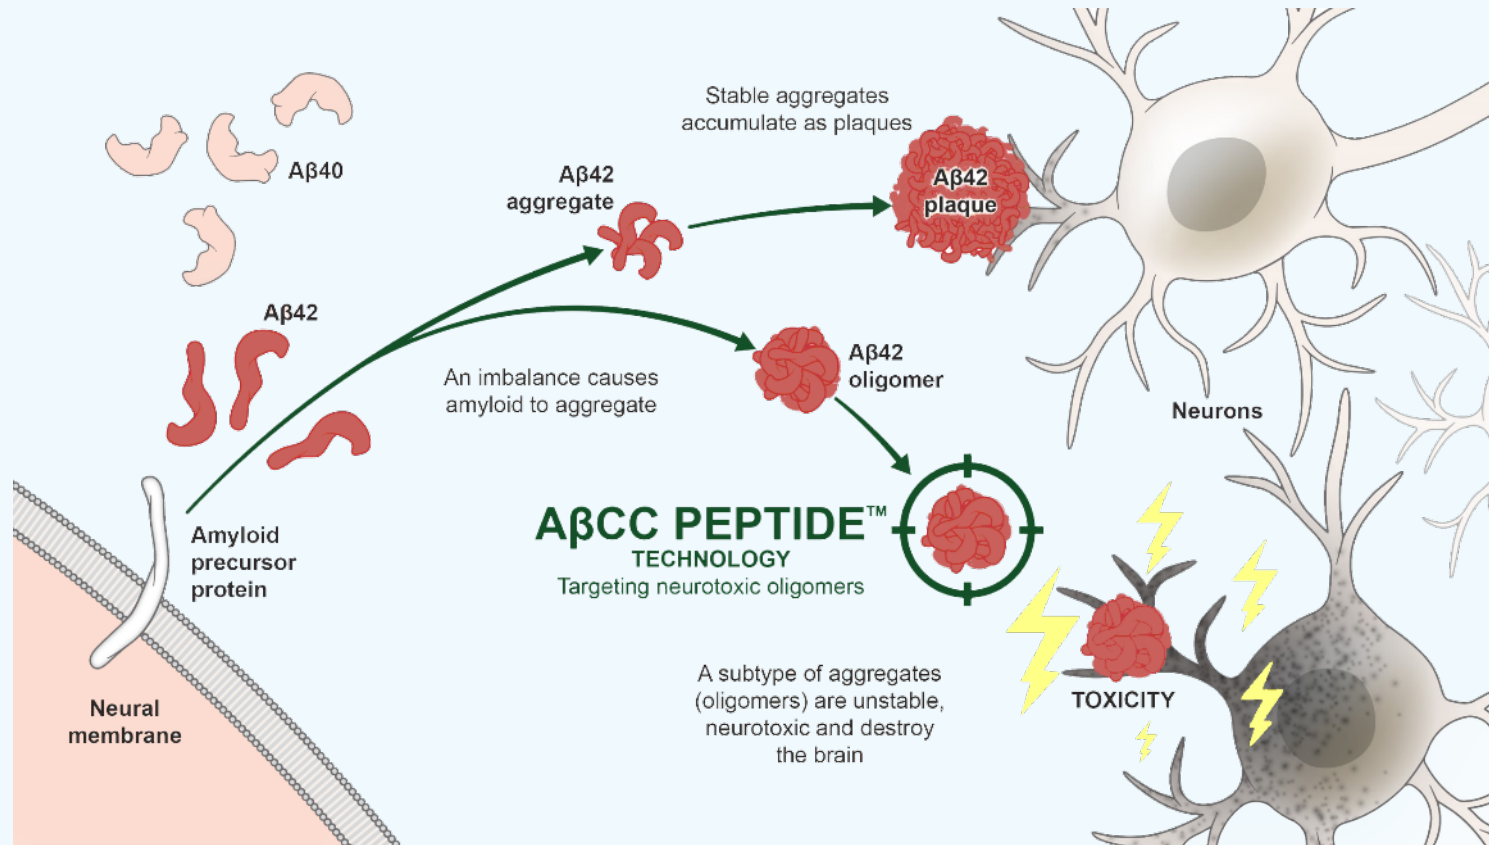 Stable aggregates
accumulate as plaques
Aβ40
Aβ42
aggregate
Aβ42
plaque
Aβ42
Aβ42
oligomer
An imbalance causes
amyloid to aggregate
Neurons
Amyloid
precursor
protein
AβCC PEPTIDE™
TECHNOLOGY
Targeting neurotoxic oligomers
A subtype of aggregates
(oligomers) are unstable,
neurotoxic and destroy
the brain
TOXICITY
Neural
membrane